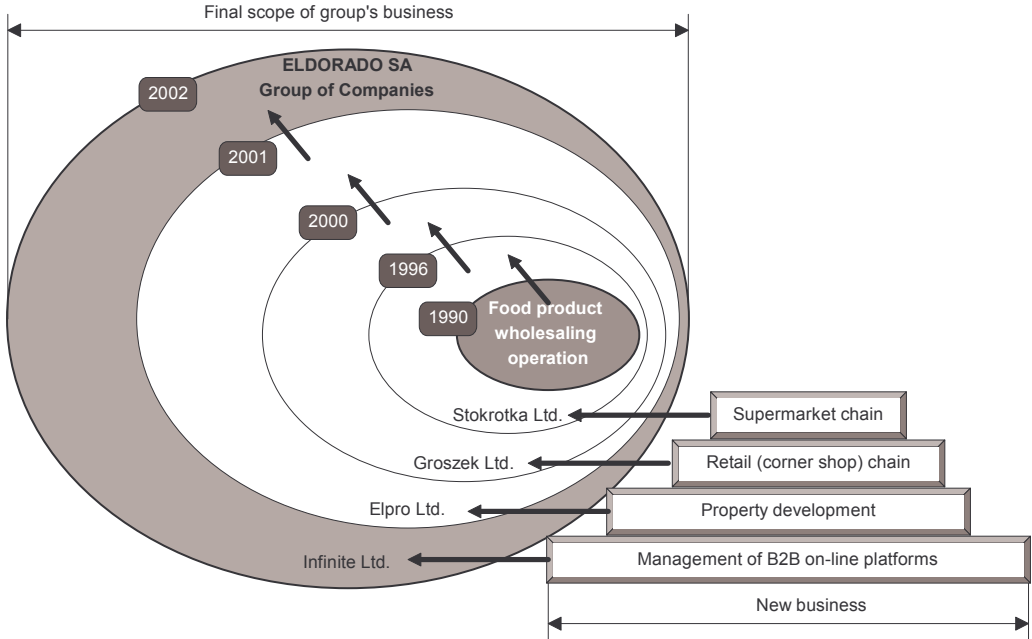 Final scope of group's business
ELDORADO SA
Group of Companies
2002
2001
2000
1996
1990
Food product
wholesaling
operation
Stokrotka Ltd.
Supermarket chain
Groszek Ltd.
Retail (corner shop) chain
Elpro Ltd.
Property development
Infinite Ltd.
Management of B2B on-line platforms
New business